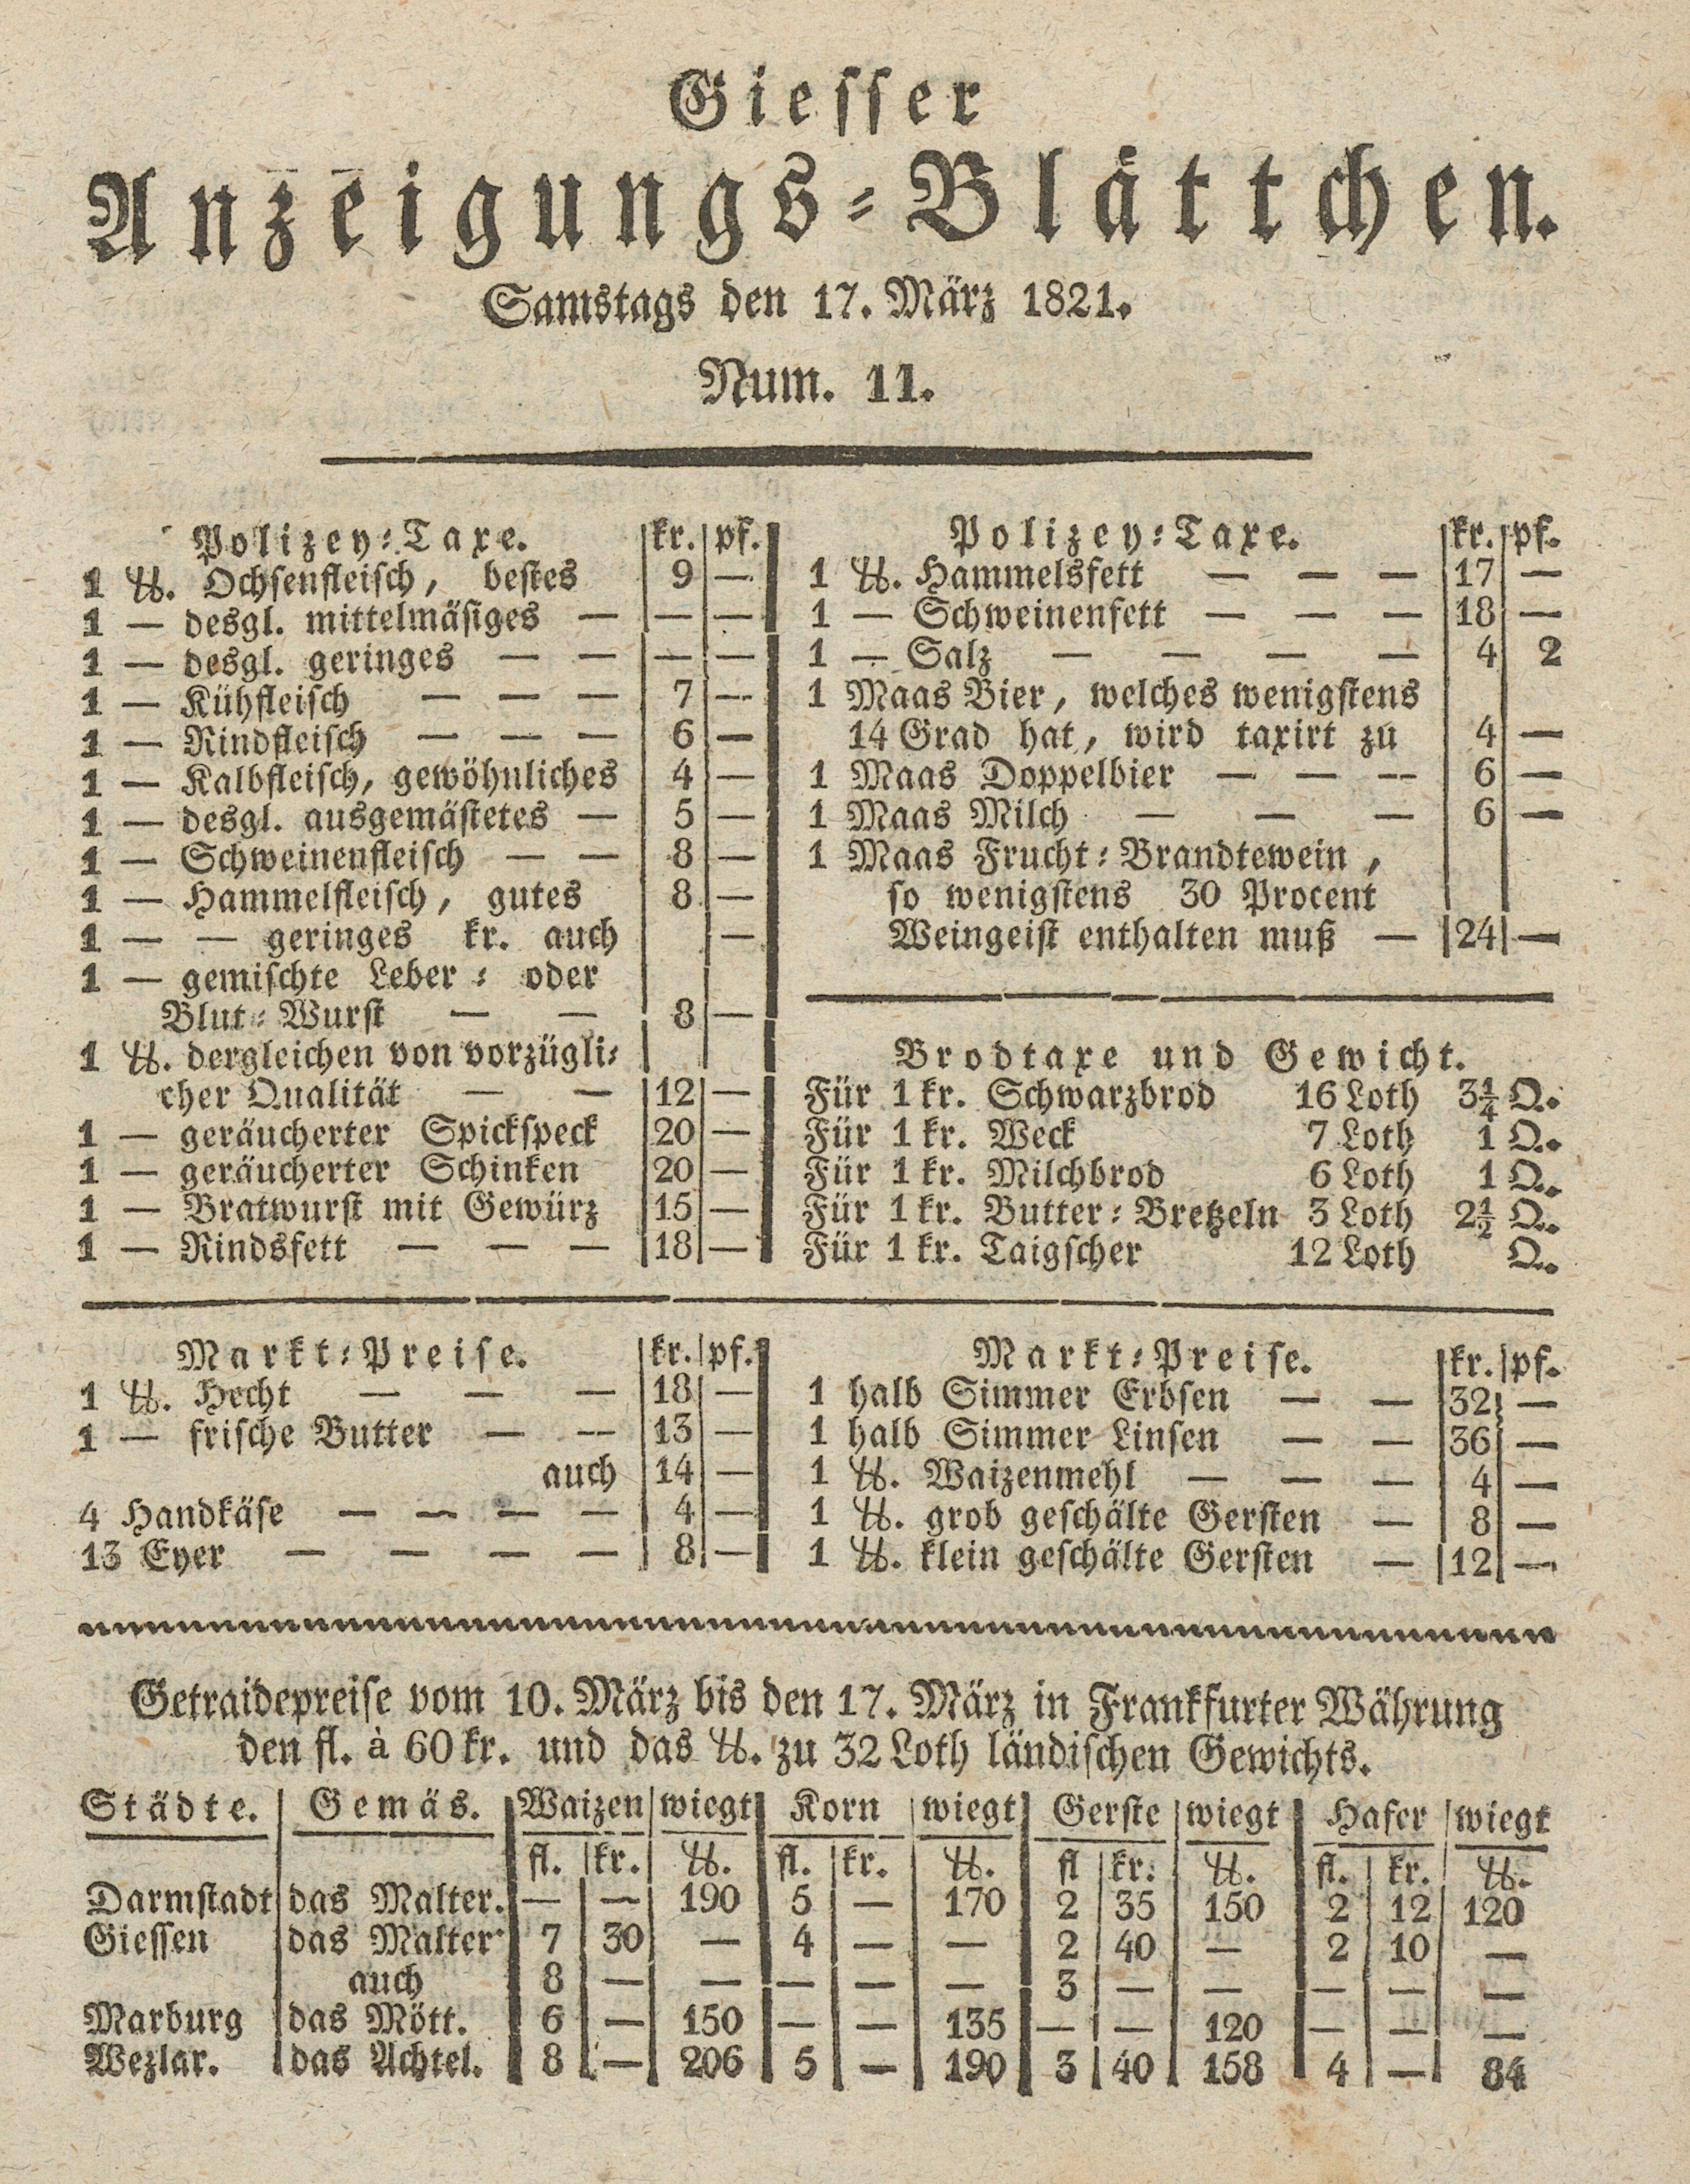 Giesser
Anzeigungs-Blåttchen.
Samstags den 17. März 1821.
Num. 11.
Polizey-Taxe. kr. pf.
1 ℔. Ochsenfleisch, bestes 9 —
1 — desgl. mittelmäsiges — — —
1 — desgl. geringes — — — —
1 — Kühfleisch — — — 7 —
1 — Rindfleisch — — — 6 —
1 — Kalbfleisch, gewöhnliches 4 —
1 — desgl. ausgemästetes — 5 —
1 — Schweinenfleisch — — 8 —
1 — Hammelfleisch, gutes 8 —
1 — — geringes kr. auch —
1 — gemischte Leber- oder
Blut-Wurst — — 8 —
1 ℔. dergleichen von vorzügli-
cher Qualität — — 12 —
1 — geräucherter Spickspeck 20 —
1 — geräucherter Schinken 20 —
1 — Bratwurst mit Gewürz 15 —
1 — Rindsfett — — — 18 —
Polizey-Taxe. kr. pf.
1 ℔. Hammelsfett — — — 17 —
1 — Schweinenfett — — — 18 —
1 — Salz — — — — 4 2
1 Maas Bier, welches wenigstens
14 Grad hat, wird taxirt zu 4 —
1 Maas Doppelbier — — — 6 —
1 Maas Milch — — — 6 —
1 Maas Frucht-Brandtewein,
so wenigstens 30 Procent
Weingeist enthalten muß — 24 —
Brodtaxe und Gewicht.
Für 1 kr. Schwarzbrod 16 Loth 3¼ Q.
Für 1 kr. Weck 7 Loth 1 Q.
Für 1 kr. Milchbrod 6 Loth 1 Q.
Für 1 kr. Butter-Bretzeln 3 Loth 2½ Q.
Für 1 kr. Taigscher 12 Loth Q.
Markt-Preise. kr. pf.
1 ℔. Hecht — — — 18 —
1 — frische Butter — — 13 —
auch 14 —
4 Handkäse — — — — 4 —
13 Eyer — — — — 8 —
Markt-Preise. kr. pf.
1 halb Simmer Erbsen — — 32 —
1 halb Simmer Linsen — — 36 —
1 ℔. Waizenmehl — — — 4 —
1 ℔. grob geschälte Gersten — 8 —
1 ℔. klein geschälte Gersten — 12 —
Getraidepreise vom 10. März bis den 17. März in Frankfurter Währung
den fl. à 60 kr. und das ℔. zu 32 Loth ländischen Gewichts.
Städte. Gemäs. Waizen wiegt Korn wiegt Gerste wiegt Hafer wiegt
fl. kr. ℔. fl. kr. ℔. fl kr. ℔. fl. kr. ℔.
Darmstadt das Malter. — — 190 5 — 170 2 35 150 2 12 120
Giessen das Malter 7 30 — 4 — — 2 40 — 2 10 —
auch 8 — — — — — 3 — — — — —
Marburg das Mött. 6 — 150 — — 135 — — 120 — — —
Wezlar. das Achtel. 8 — 206 5 — 190 3 40 158 4 — 84